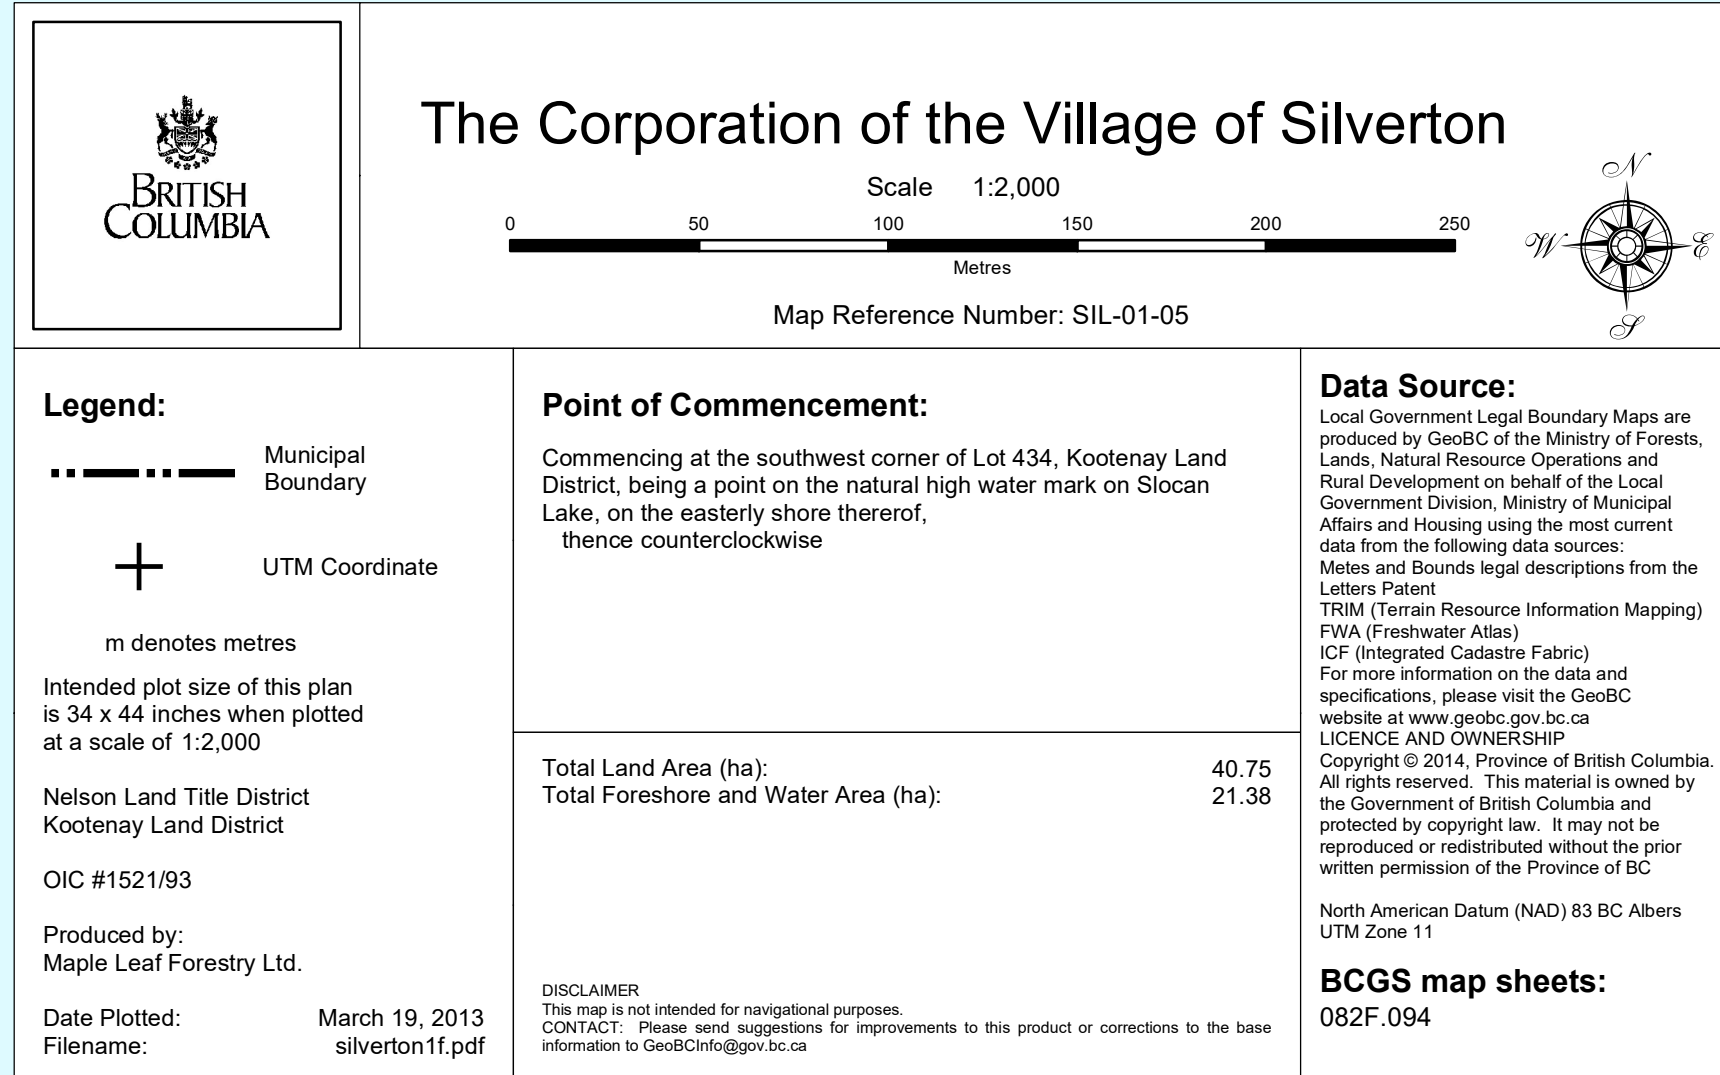 BRITISH
COLUMBIA
The Corporation of the Village of Silverton
Scale 1:2,000
0 50 100 150 200 250
Metres
Map Reference Number: SIL-01-05
N
W
E
S
Legend:
Municipal
Boundary
UTM Coordinate
m denotes metres
Intended plot size of this plan
is 34 x 44 inches when plotted
at a scale of 1:2,000
Nelson Land Title District
Kootenay Land District
OIC #1521/93
Produced by:
Maple Leaf Forestry Ltd.
Date Plotted: March 19, 2013
Filename: silverton1f.pdf
Point of Commencement:
Commencing at the southwest corner of Lot 434, Kootenay Land
District, being a point on the natural high water mark on Slocan
Lake, on the easterly shore thererof,
thence counterclockwise
Total Land Area (ha): 40.75
Total Foreshore and Water Area (ha): 21.38
DISCLAIMER
This map is not intended for navigational purposes.
CONTACT: Please send suggestions for improvements to this product or corrections to the base
information to GeoBCInfo@gov.bc.ca
Data Source:
Local Government Legal Boundary Maps are
produced by GeoBC of the Ministry of Forests,
Lands, Natural Resource Operations and
Rural Development on behalf of the Local
Government Division, Ministry of Municipal
Affairs and Housing using the most current
data from the following data sources:
Metes and Bounds legal descriptions from the
Letters Patent
TRIM (Terrain Resource Information Mapping)
FWA (Freshwater Atlas)
ICF (Integrated Cadastre Fabric)
For more information on the data and
specifications, please visit the GeoBC
website at www.geobc.gov.bc.ca
LICENCE AND OWNERSHIP
Copyright © 2014, Province of British Columbia.
All rights reserved. This material is owned by
the Government of British Columbia and
protected by copyright law. It may not be
reproduced or redistributed without the prior
written permission of the Province of BC
North American Datum (NAD) 83 BC Albers
UTM Zone 11
BCGS map sheets:
082F.094